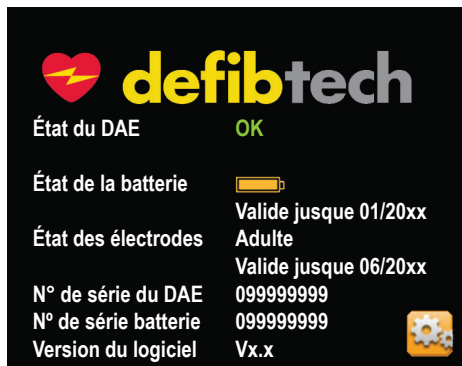 defibtech
État du DAE OK
État de la batterie
Valide jusque 01/20xx
État des électrodes Adulte
Valide jusque 06/20xx
N° de série du DAE 099999999
Nº de série batterie 099999999
Version du logiciel Vx.x